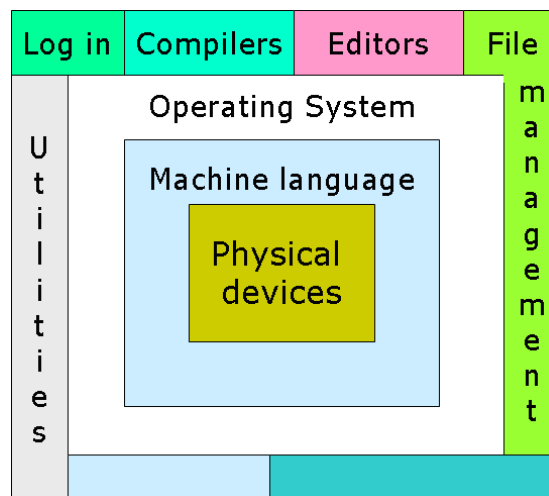 Log in
Compilers
Editors
File
management
Utilities
Operating System
Machine language
Physical
devices